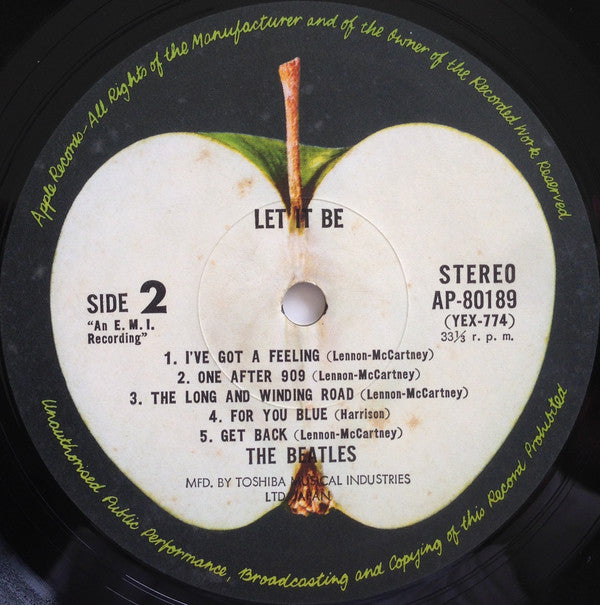 Apple Records-All Rights of the Manufacturer and of the Owner of the Recorded Work Reserved
LET IT BE
SIDE 2
"An E. M. I.
Recording"
STEREO
AP-80189
(YEX-774)
33⅓ r. p. m.
1. I'VE GOT A FEELING (Lennon-McCartney)
2. ONE AFTER 909 (Lennon-McCartney)
3. THE LONG AND WINDING ROAD (Lennon-McCartney)
4. FOR YOU BLUE (Harrison)
5. GET BACK (Lennon-McCartney)
THE BEATLES
MFD. BY TOSHIBA MUSICAL INDUSTRIES
LTD. JAPAN
Unauthorised Public Performance, Broadcasting and Copying of this Record Prohibited